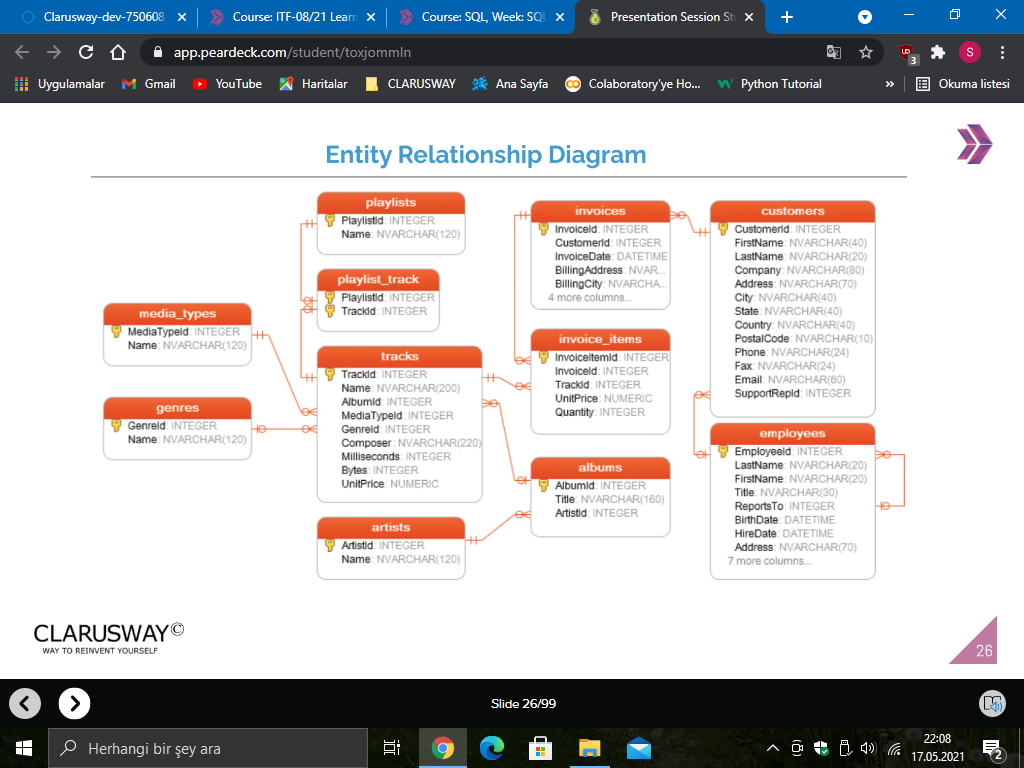 Clarusway-dev-750608
Course: ITF-08/21 Learn
Course: SQL, Week: SQL
Presentation Session St
app.peardeck.com/student/toxjommln
UD
3
S
Uygulamalar
Gmail
YouTube
Haritalar
CLARUSWAY
Ana Sayfa
Colaboratory'ye Ho...
Python Tutorial
»
Okuma listesi
Entity Relationship Diagram
playlists
PlaylistId: INTEGER
Name: NVARCHAR(120)
playlist_track
PlaylistId: INTEGER
TrackId: INTEGER
media_types
MediaTypeId: INTEGER
Name: NVARCHAR(120)
genres
GenreId: INTEGER
Name: NVARCHAR(120)
tracks
TrackId: INTEGER
Name: NVARCHAR(200)
AlbumId: INTEGER
MediaTypeId: INTEGER
GenreId: INTEGER
Composer: NVARCHAR(220)
Milliseconds: INTEGER
Bytes: INTEGER
UnitPrice: NUMERIC
artists
ArtistId: INTEGER
Name: NVARCHAR(120)
invoices
InvoiceId: INTEGER
CustomerId: INTEGER
InvoiceDate: DATETIME
BillingAddress: NVAR...
BillingCity: NVARCHA...
4 more columns...
invoice_items
InvoiceItemId: INTEGER
InvoiceId: INTEGER
TrackId: INTEGER
UnitPrice: NUMERIC
Quantity: INTEGER
albums
AlbumId: INTEGER
Title: NVARCHAR(160)
ArtistId: INTEGER
customers
CustomerId: INTEGER
FirstName: NVARCHAR(40)
LastName: NVARCHAR(20)
Company: NVARCHAR(80)
Address: NVARCHAR(70)
City: NVARCHAR(40)
State: NVARCHAR(40)
Country: NVARCHAR(40)
PostalCode: NVARCHAR(10)
Phone: NVARCHAR(24)
Fax: NVARCHAR(24)
Email: NVARCHAR(60)
SupportRepId: INTEGER
employees
EmployeeId: INTEGER
LastName: NVARCHAR(20)
FirstName: NVARCHAR(20)
Title: NVARCHAR(30)
ReportsTo: INTEGER
BirthDate: DATETIME
HireDate: DATETIME
Address: NVARCHAR(70)
7 more columns...
CLARUSWAY©
WAY TO REINVENT YOURSELF
26
Slide 26/99
Herhangi bir şey ara
22:08
17.05.2021
2